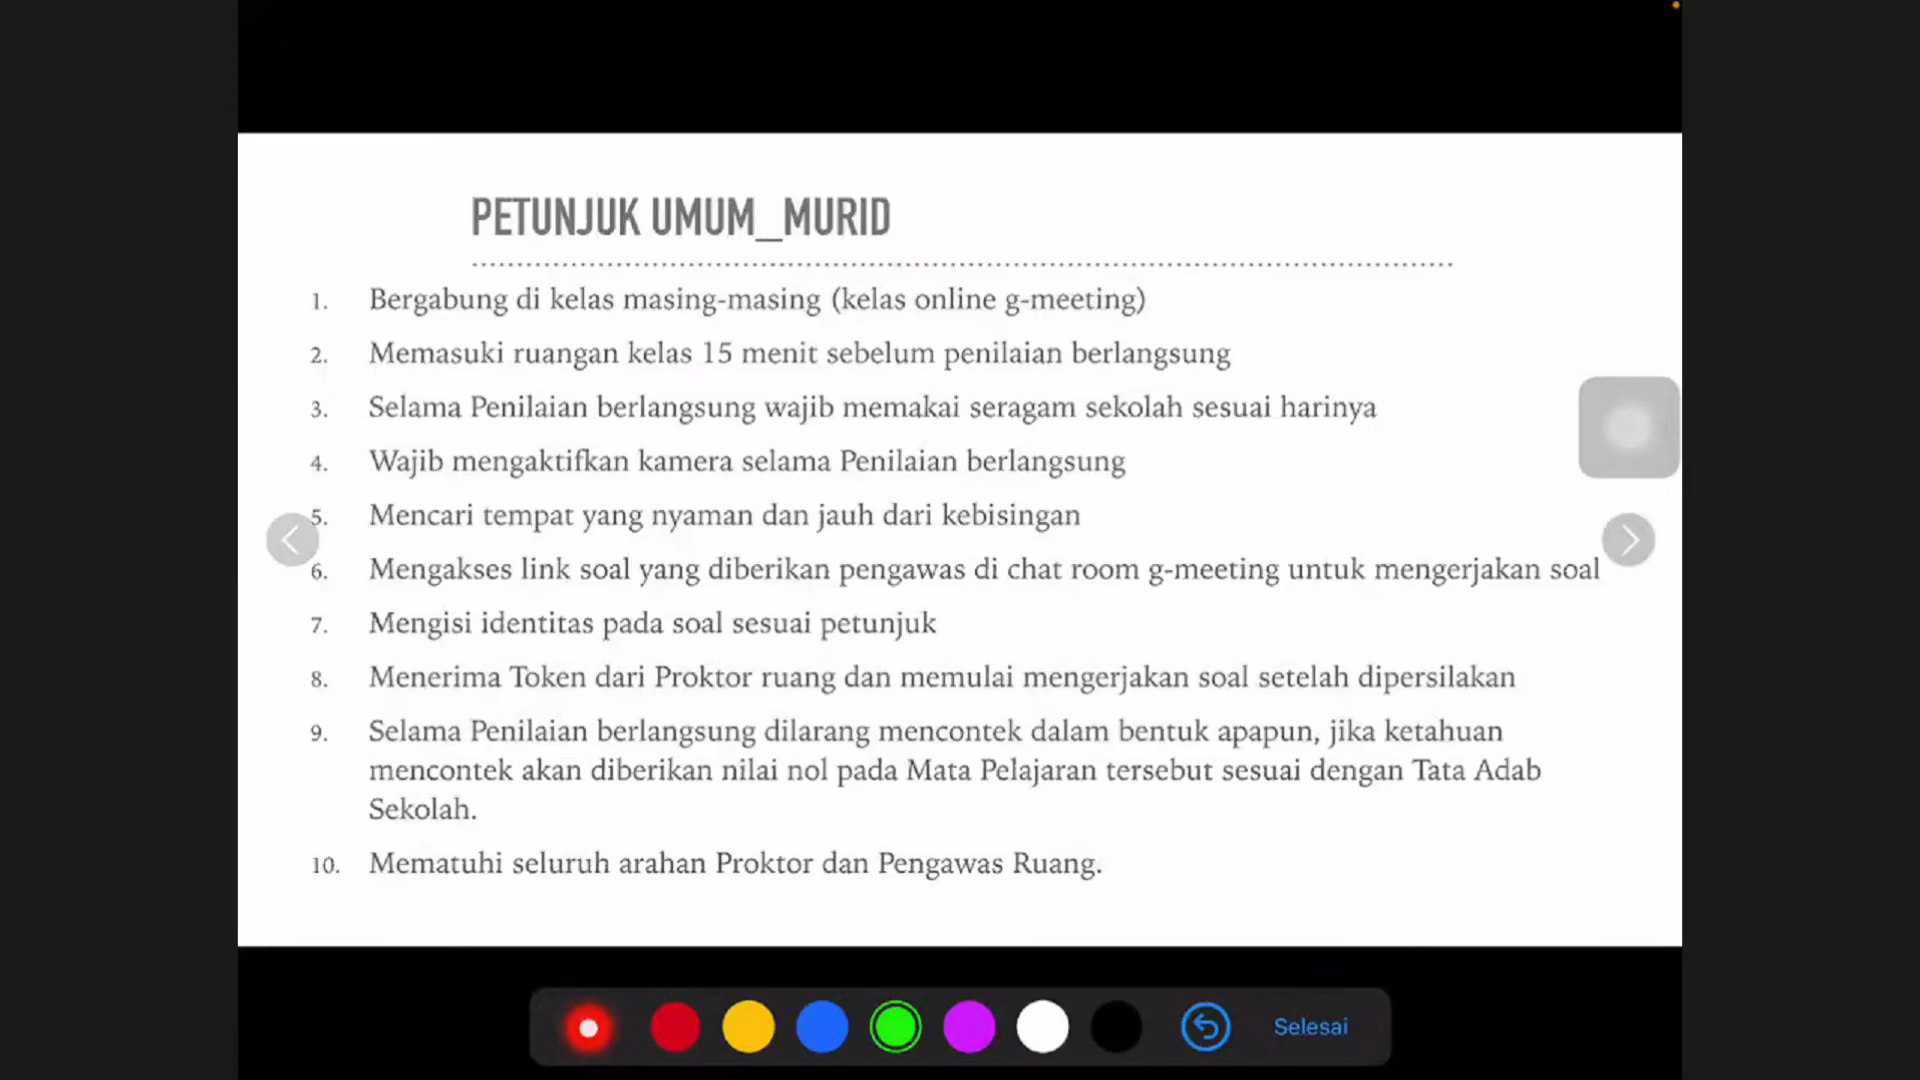 PETUNJUK UMUM_MURID
1. Bergabung di kelas masing-masing (kelas online g-meeting)
2. Memasuki ruangan kelas 15 menit sebelum penilaian berlangsung
3. Selama Penilaian berlangsung wajib memakai seragam sekolah sesuai harinya
4. Wajib mengaktifkan kamera selama Penilaian berlangsung
5. Mencari tempat yang nyaman dan jauh dari kebisingan
6. Mengakses link soal yang diberikan pengawas di chat room g-meeting untuk mengerjakan soal
7. Mengisi identitas pada soal sesuai petunjuk
8. Menerima Token dari Proktor ruang dan memulai mengerjakan soal setelah dipersilakan
9. Selama Penilaian berlangsung dilarang mencontek dalam bentuk apapun, jika ketahuan
mencontek akan diberikan nilai nol pada Mata Pelajaran tersebut sesuai dengan Tata Adab
Sekolah.
10. Mematuhi seluruh arahan Proktor dan Pengawas Ruang.
Selesai